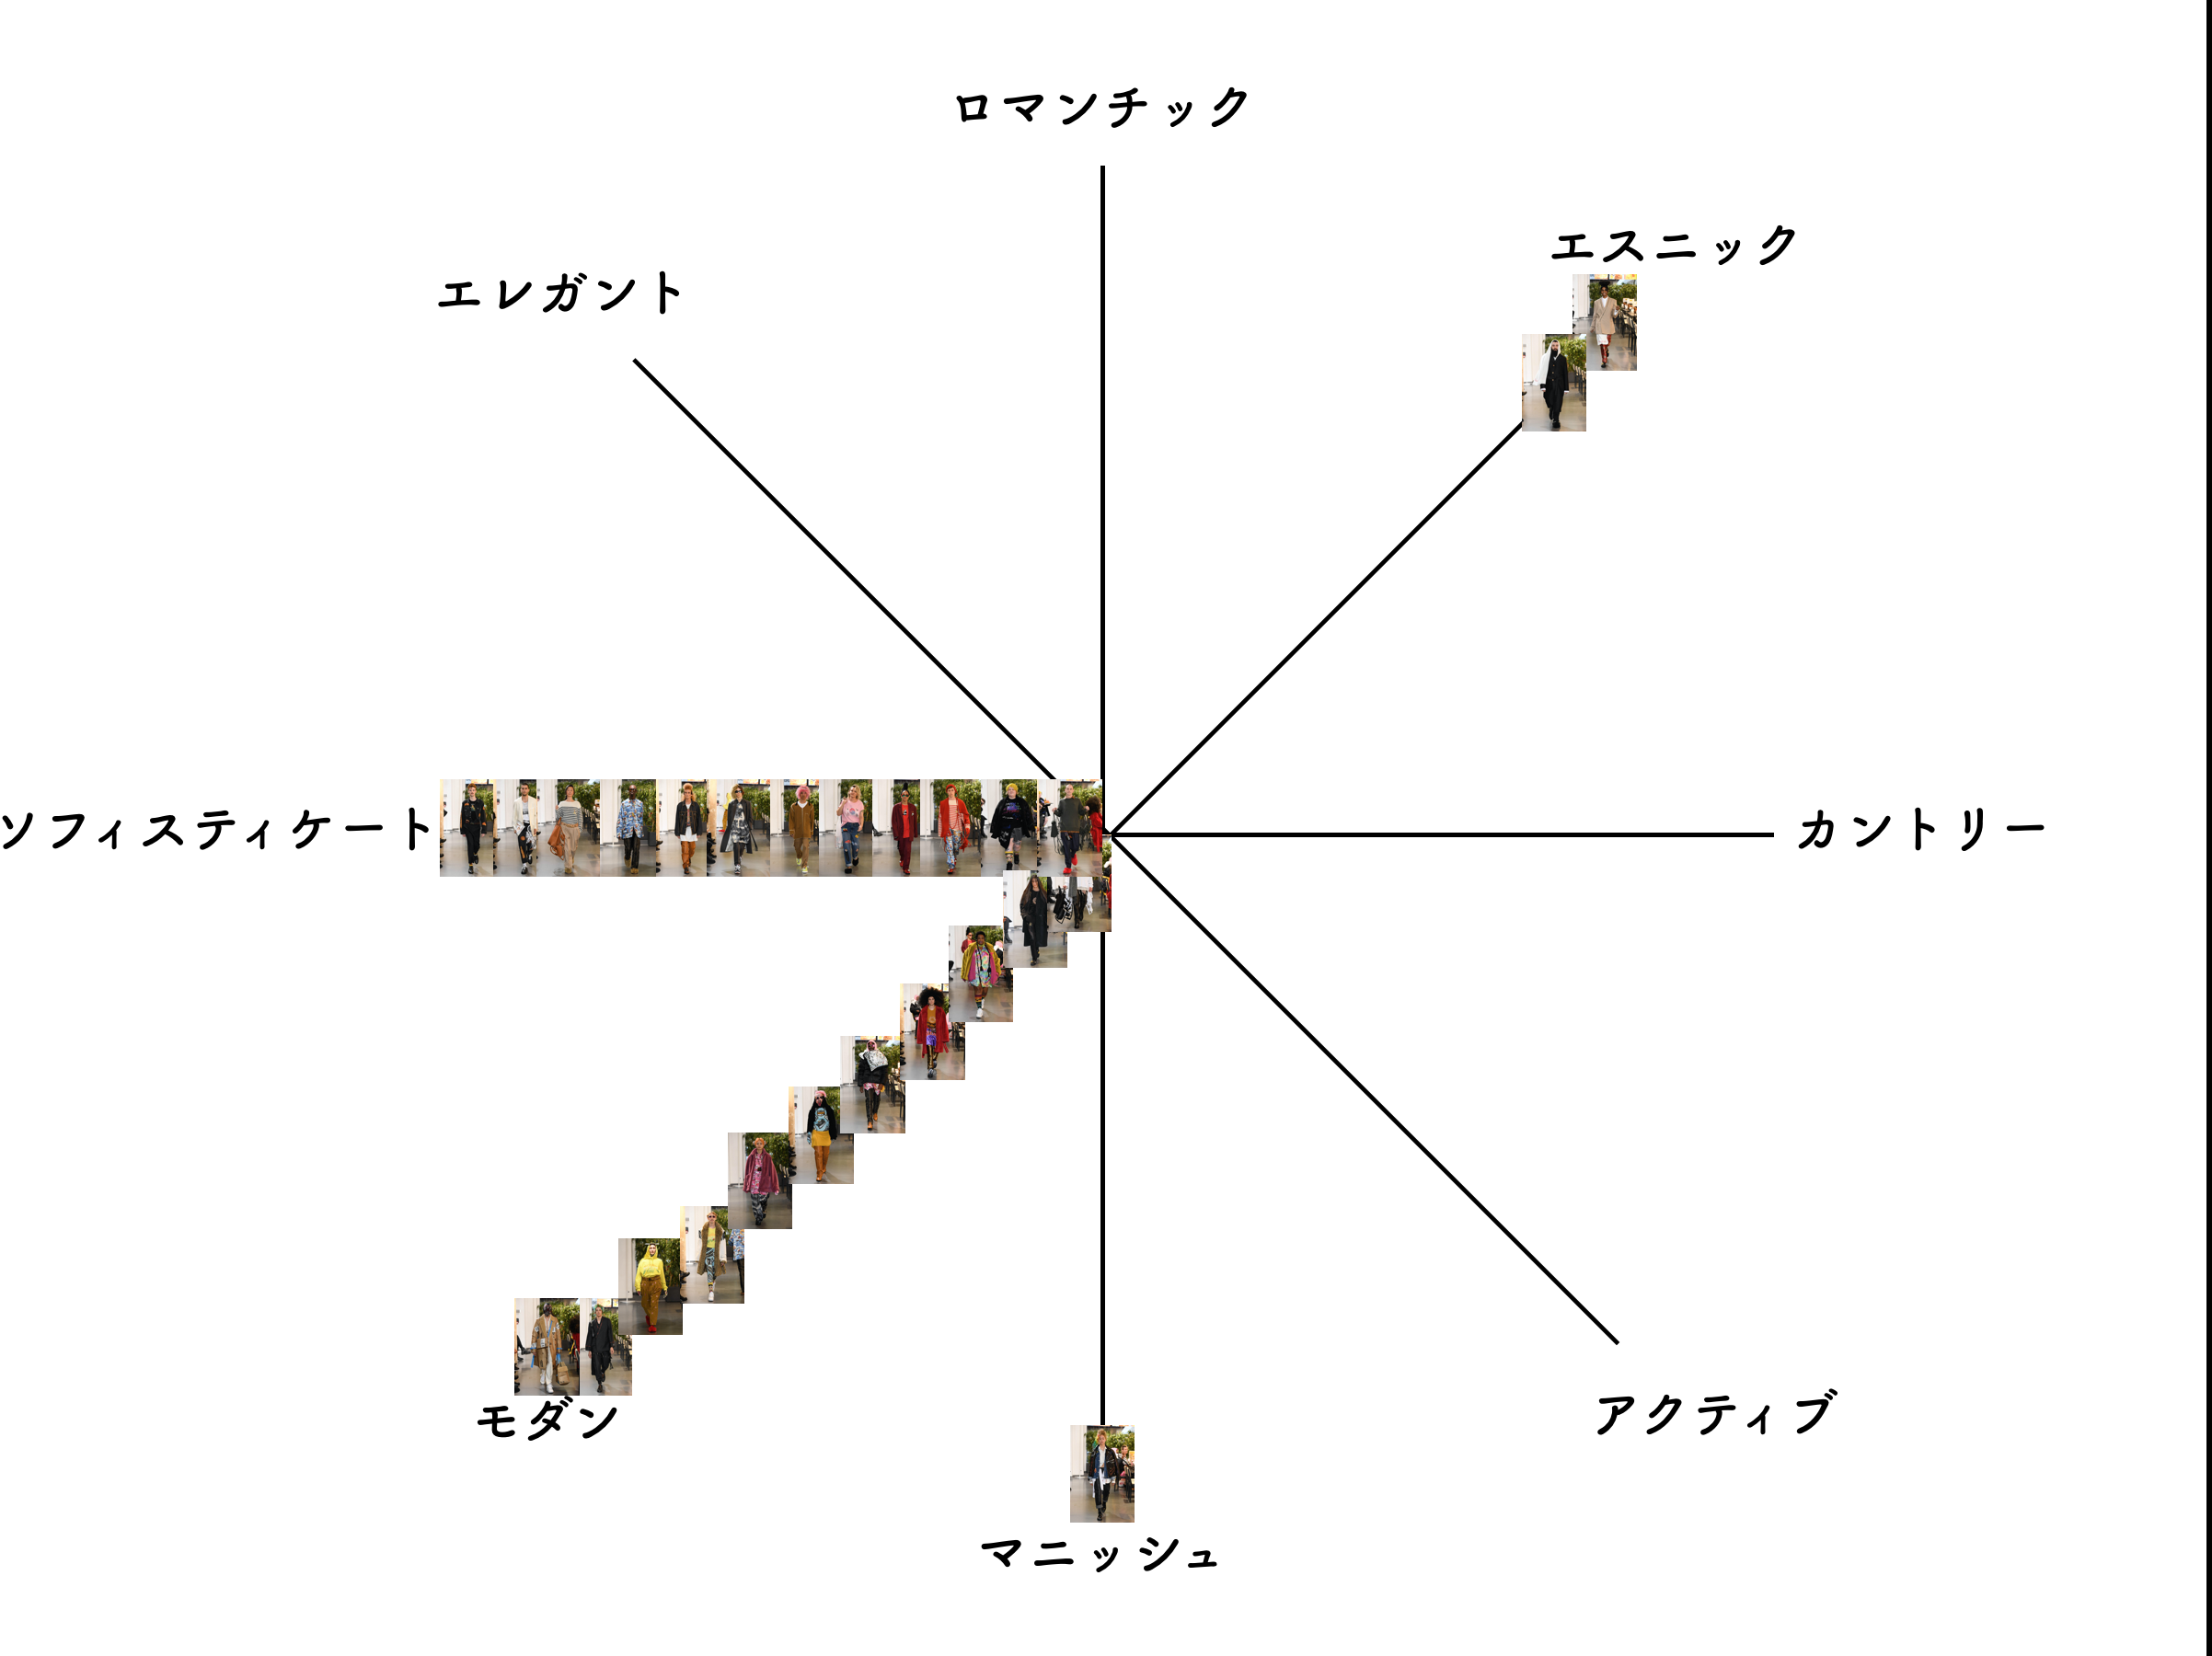 ロマンチック
エスニック
エレガント
ソフィスティケート
カントリー
アクティブ
モダン
マニッシュ